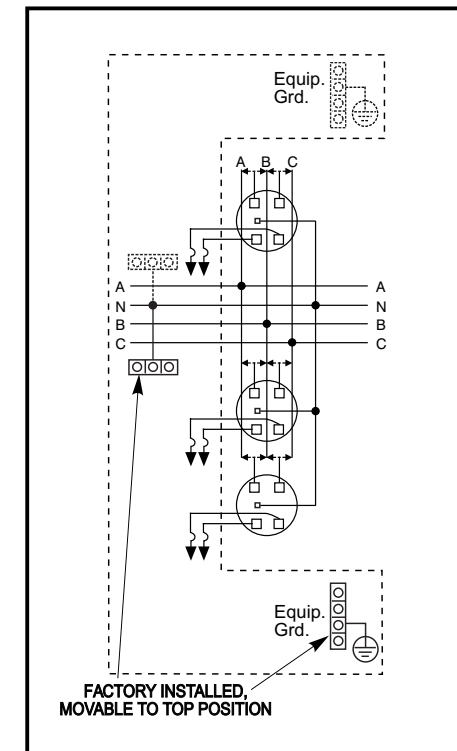 Equip.
Grd.
A B C
A A
N N
B B
C C
Equip.
Grd.
FACTORY INSTALLED,
MOVABLE TO TOP POSITION